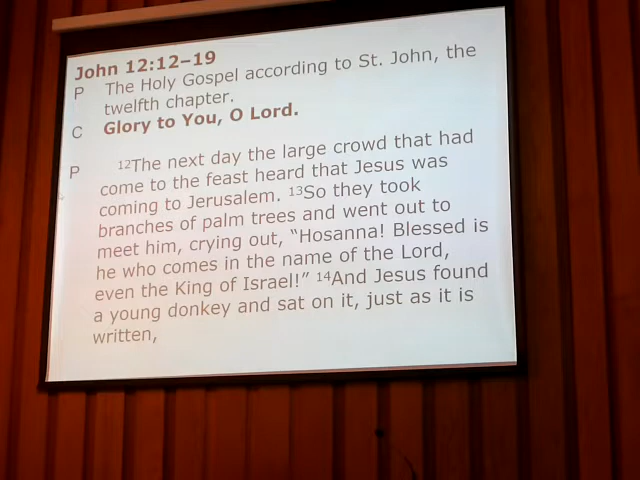 John 12:12–19
P The Holy Gospel according to St. John, the
twelfth chapter.
C Glory to You, O Lord.
P 12The next day the large crowd that had
come to the feast heard that Jesus was
coming to Jerusalem. 13So they took
branches of palm trees and went out to
meet him, crying out, “Hosanna! Blessed is
he who comes in the name of the Lord,
even the King of Israel!” 14And Jesus found
a young donkey and sat on it, just as it is
written,